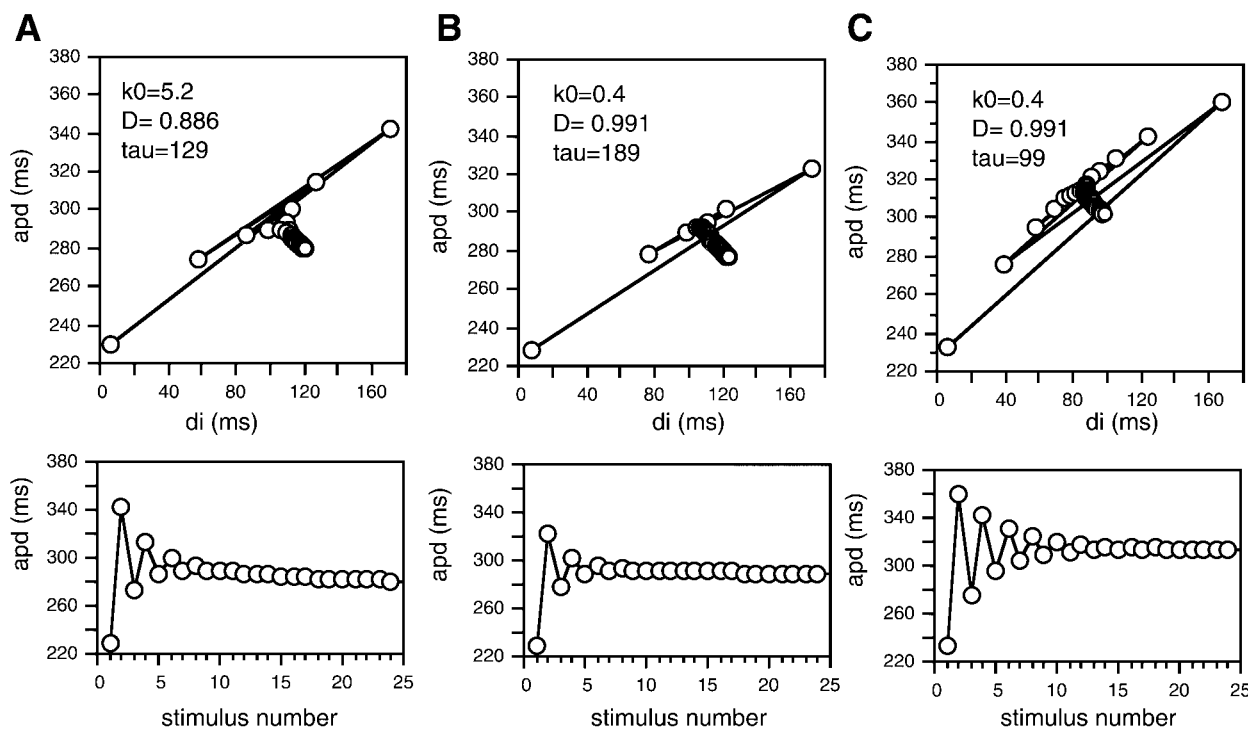 A
380
360
340
320
300
280
260
240
220
apd (ms)
k0=5.2
D= 0.886
tau=129
0 40 80 120 160
di (ms)
B
380
360
340
320
300
280
260
240
220
apd (ms)
k0=0.4
D= 0.991
tau=189
0 40 80 120 160
di (ms)
C
380
360
340
320
300
280
260
240
220
apd (ms)
k0=0.4
D= 0.991
tau=99
0 40 80 120 160
di (ms)
380
340
300
260
220
apd (ms)
0 5 10 15 20 25
stimulus number
380
340
300
260
220
apd (ms)
0 5 10 15 20 25
stimulus number
380
340
300
260
220
apd (ms)
0 5 10 15 20 25
stimulus number